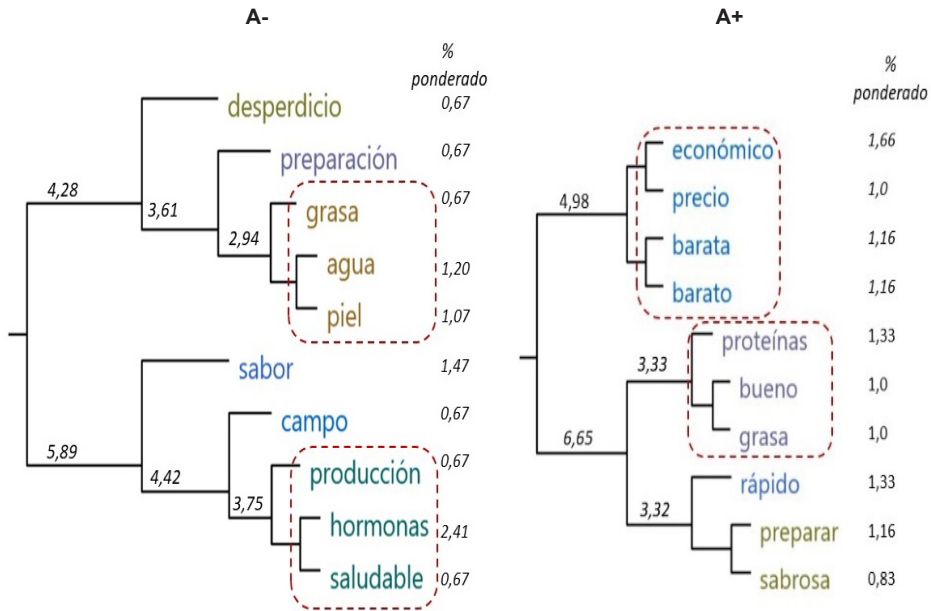 A-
%
ponderado
desperdicio 0,67
preparación 0,67
4,28
3,61
grasa 0,67
2,94
agua 1,20
piel 1,07
sabor 1,47
campo 0,67
5,89
4,42
producción 0,67
3,75
hormonas 2,41
saludable 0,67
A+
%
ponderado
económico 1,66
4,98
precio 1,0
barata 1,16
barato 1,16
proteínas 1,33
3,33
bueno 1,0
grasa 1,0
6,65
rápido 1,33
3,32
preparar 1,16
sabrosa 0,83